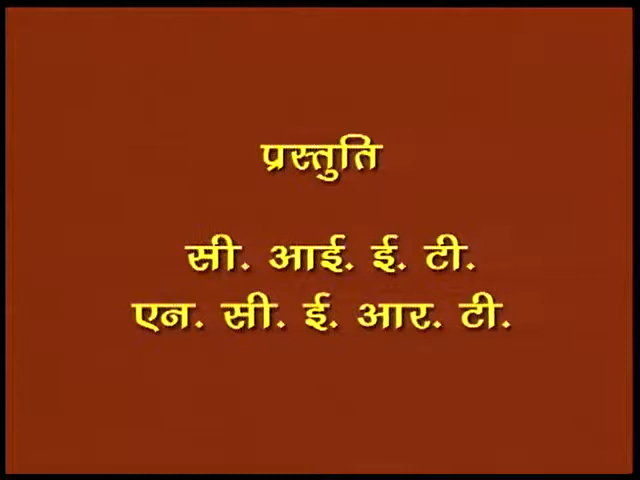 प्रस्तुति
सी. आई. ई. टी.
एन. सी. ई. आर. टी.